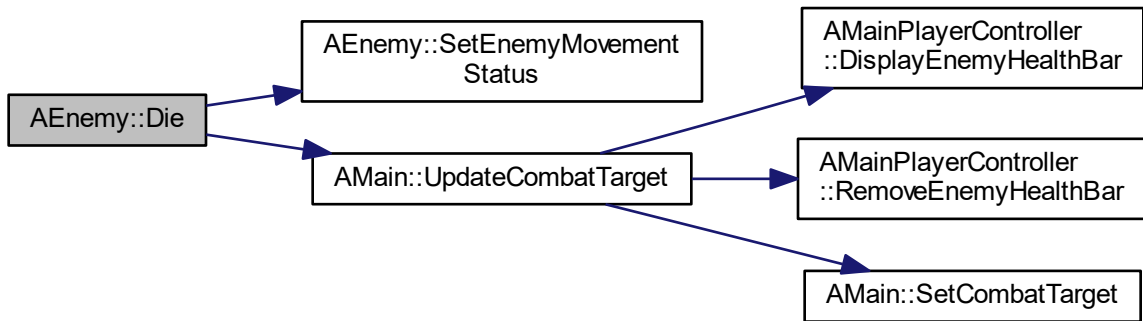 AEnemy::Die
AEnemy::SetEnemyMovement
Status
AMain::UpdateCombatTarget
AMainPlayerController
::DisplayEnemyHealthBar
AMainPlayerController
::RemoveEnemyHealthBar
AMain::SetCombatTarget